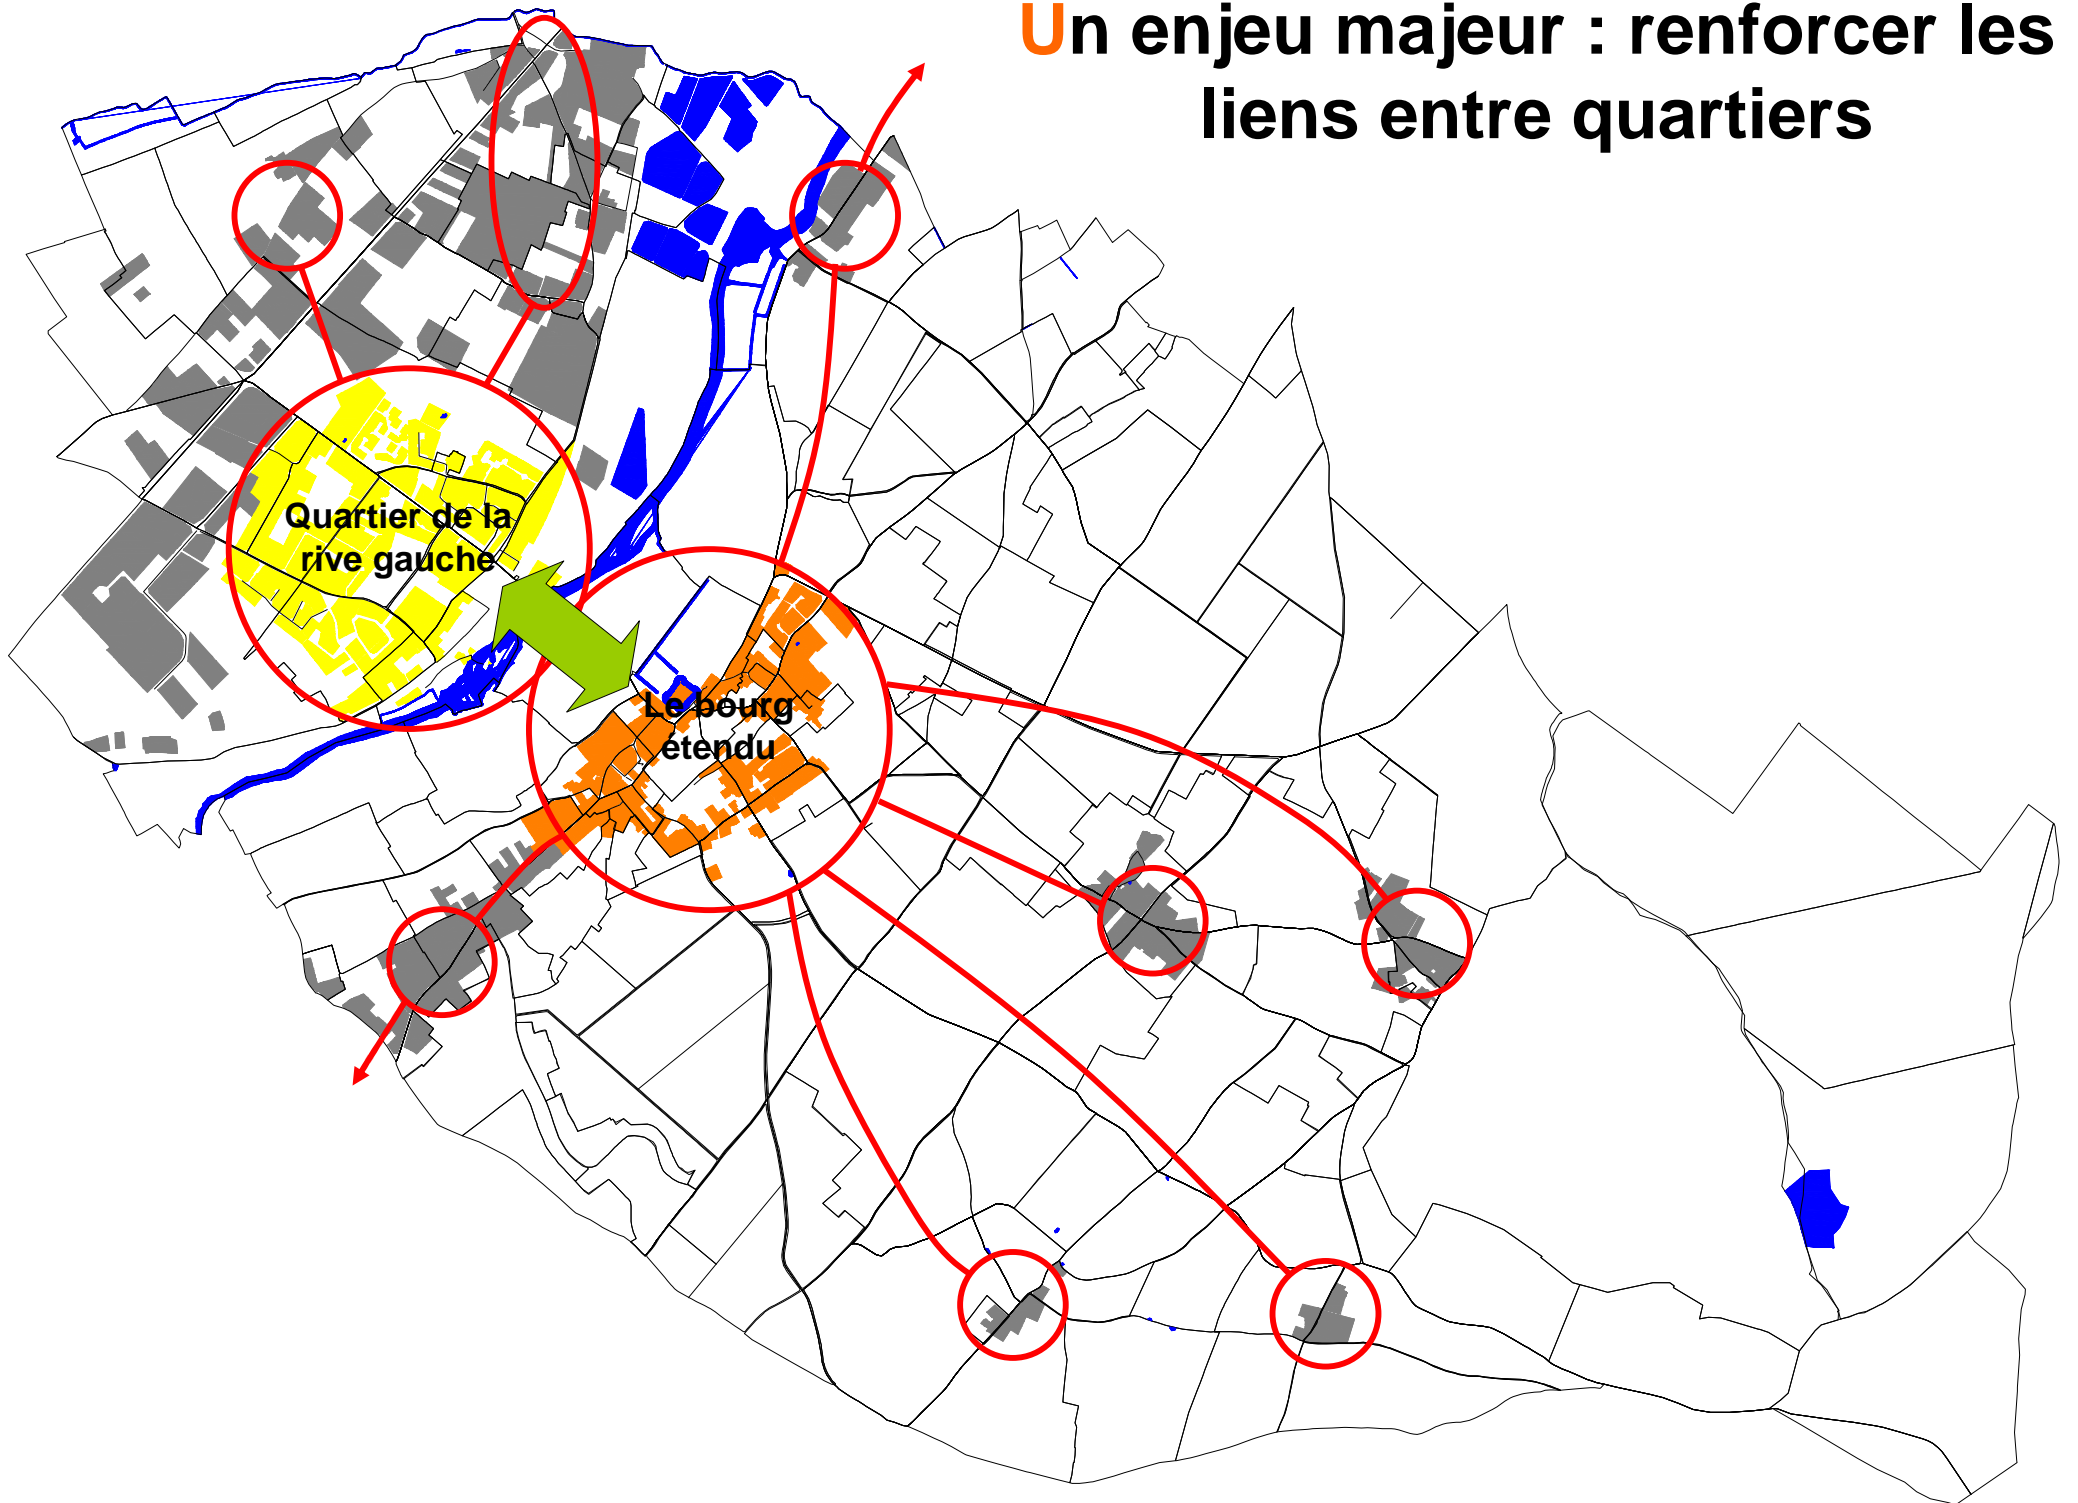 Un enjeu majeur : renforcer les
liens entre quartiers
Quartier de la
rive gauche
Le bourg
étendu